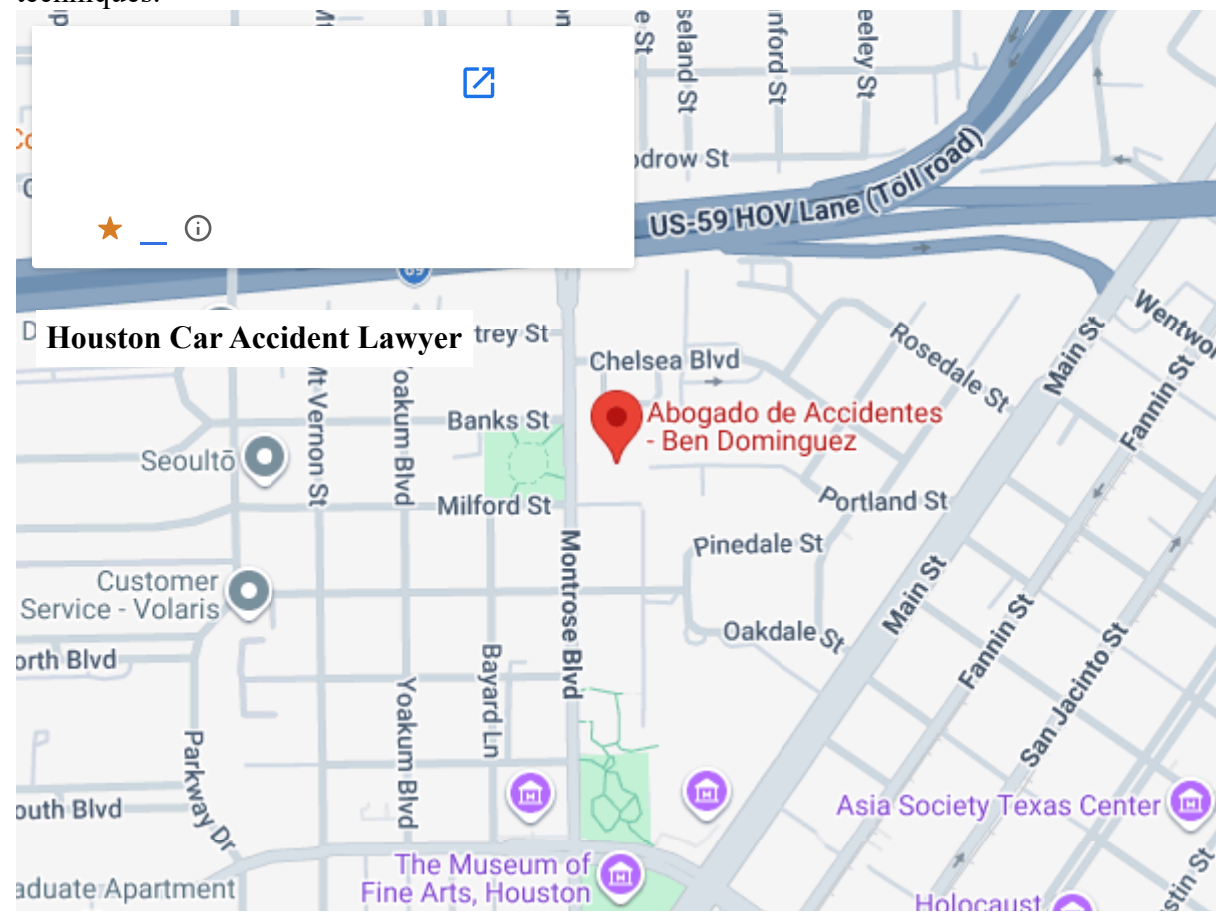 techniques.
US-59 HOV Lane (Toll road)
69
Houston Car Accident Lawyer
Chelsea Blvd
Rosedale St
Main St
Banks St
Abogado de Accidentes
- Ben Dominguez
Fannin St
Seoultō
Mt Vernon St
Yoakum Blvd
Milford St
Portland St
Pinedale St
Montrose Blvd
Customer
Service - Volaris
Main St
Oakdale St
Fannin St
San Jacinto St
Bayard Ln
Yoakum Blvd
Parkway Dr
Asia Society Texas Center
The Museum of
Fine Arts, Houston
Holocaust